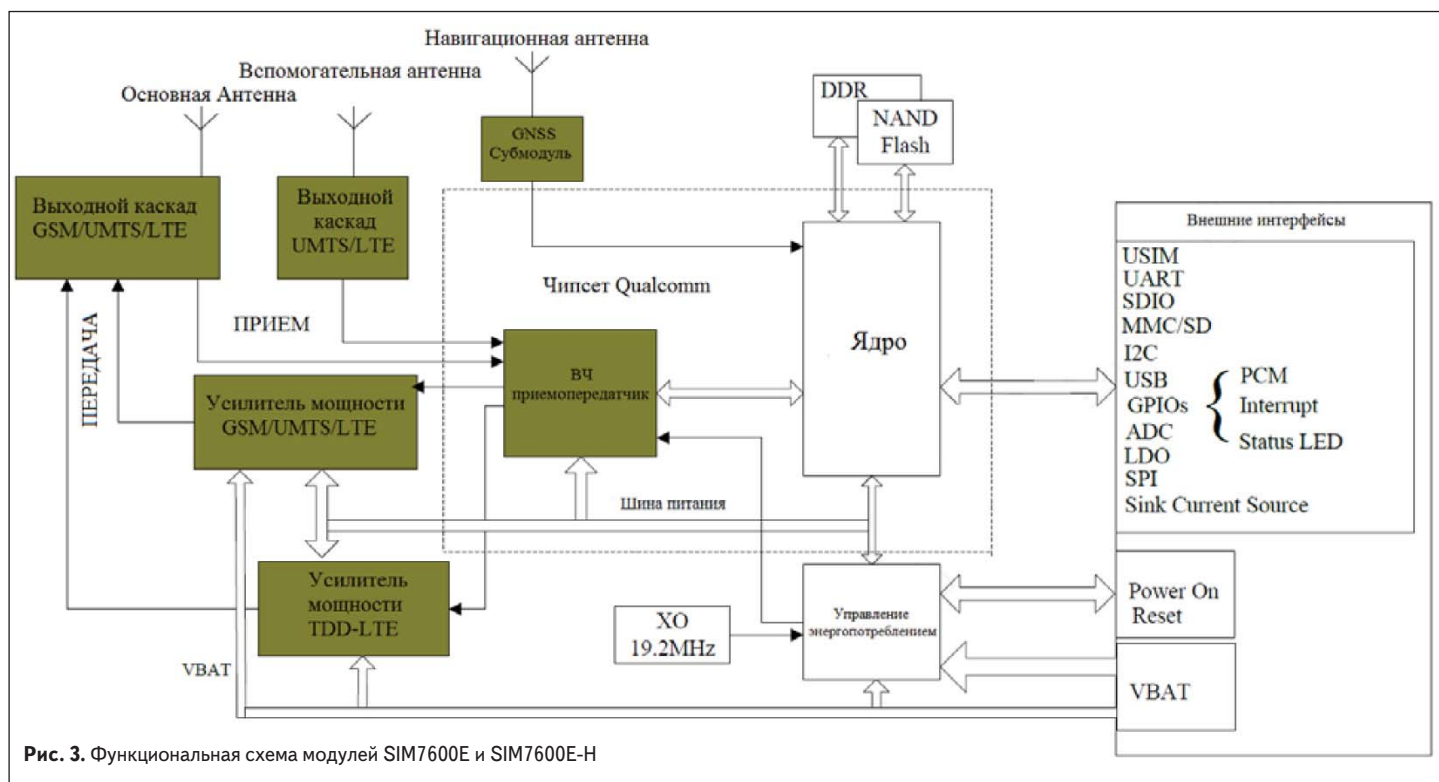 Навигационная антенна
Вспомогательная антенна
Основная Антенна
GNSS
Субмодуль
DDR
NAND
Flash
Выходной каскад
GSM/UMTS/LTE
Выходной
каскад
UMTS/LTE
Внешние интерфейсы
USIM
UART
SDIO
MMC/SD
I2C
USB
GPIOs
ADC
LDO
SPI
Sink Current Source
PCM
Interrupt
Status LED
Чипсет Qualcomm
ПЕРЕДАЧА
ПРИЕМ
Ядро
ВЧ
приемопередатчик
Усилитель мощности
GSM/UMTS/LTE
Шина питания
Усилитель
мощности
TDD-LTE
XO
19.2MHz
Управление
энергопотреблением
Power On
Reset
VBAT
VBAT
Рис. 3. Функциональная схема модулей SIM7600E и SIM7600E-H